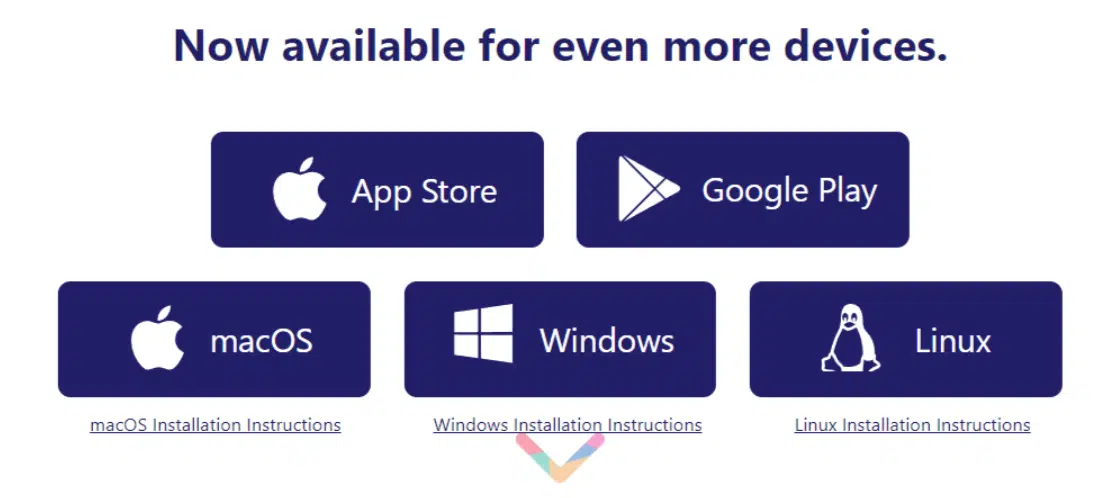 Now available for even more devices.
App Store
Google Play
macOS
Windows
Linux
macOS Installation Instructions
Windows Installation Instructions
Linux Installation Instructions